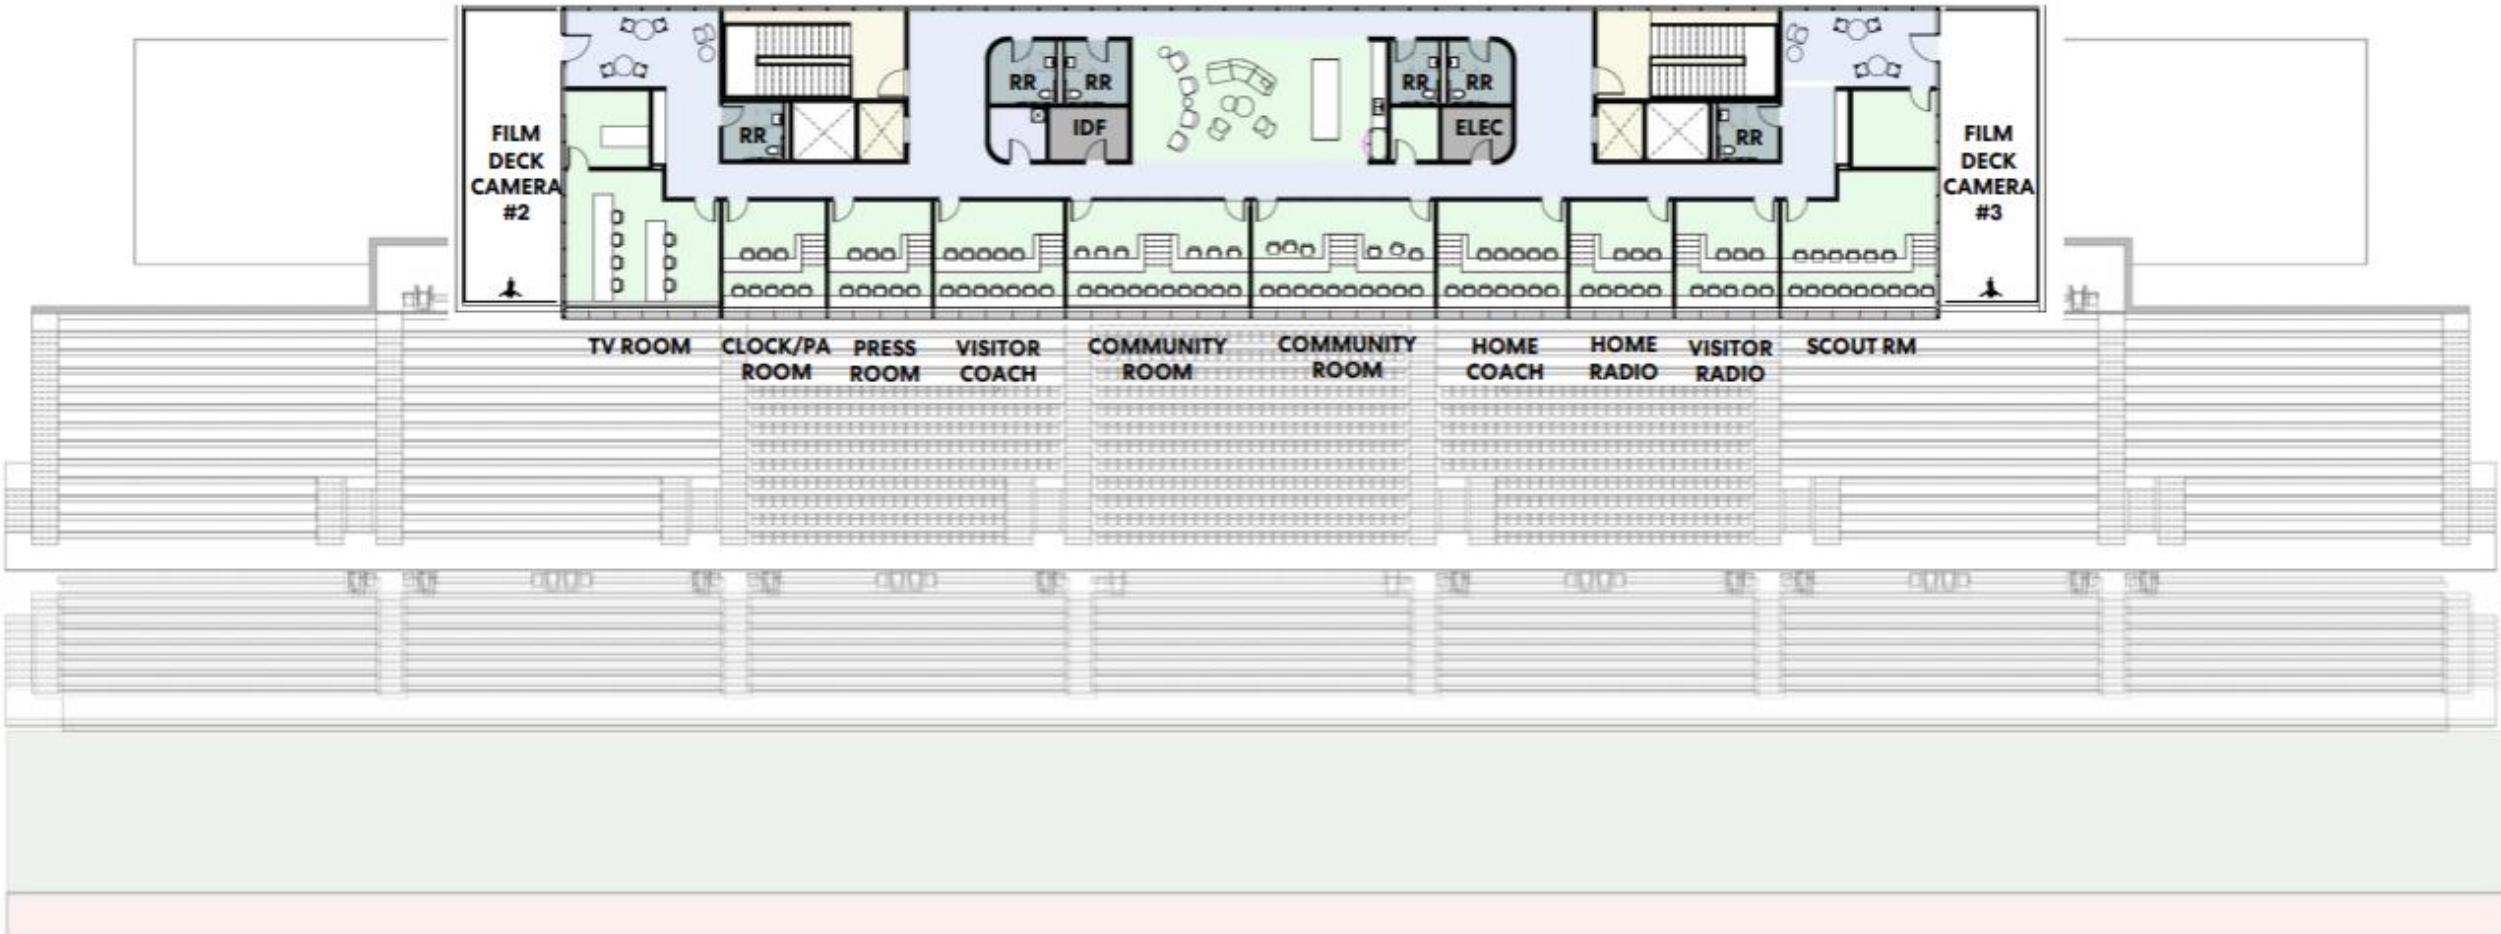 RR
RR
RR
RR
IDF
ELEC
RR
RR
FILM
DECK
CAMERA
#2
FILM
DECK
CAMERA
#3
TV ROOM
CLOCK/PA
ROOM
PRESS
ROOM
VISITOR
COACH
COMMUNITY
ROOM
COMMUNITY
ROOM
HOME
COACH
HOME
RADIO
VISITOR
RADIO
SCOUT RM